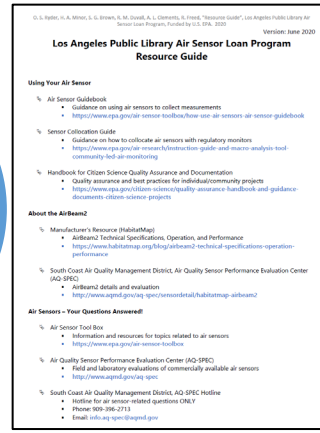 O. S. Ryder, H. A. Minor, S. G. Brown, R. M. Duvall, A. L. Clements, R. Freed, "Resource Guide", Los Angeles Public Library Air
Sensor Loan Program, Funded by U.S. EPA. 2020
Version: June 2020
Los Angeles Public Library Air Sensor Loan Program
Resource Guide
Using Your Air Sensor
Air Sensor Guidebook
• Guidance on using air sensors to collect measurements
• https://www.epa.gov/air-sensor-toolbox/how-use-air-sensors-air-sensor-guidebook
Sensor Collocation Guide
• Guidance on how to collocate air sensors with regulatory monitors
• https://www.epa.gov/air-research/instruction-guide-and-macro-analysis-tool-
community-led-air-monitoring
Handbook for Citizen Science Quality Assurance and Documentation
• Quality assurance and best practices for individual/community projects
• https://www.epa.gov/citizen-science/quality-assurance-handbook-and-guidance-
documents-citizen-science-projects
About the AirBeam2
Manufacturer's Resource (HabitatMap)
• AirBeam2 Technical Specifications, Operation, and Performance
• https://www.habitatmap.org/blog/airbeam2-technical-specifications-operation-
performance
South Coast Air Quality Management District, Air Quality Sensor Performance Evaluation Center
(AQ-SPEC)
• AirBeam2 details and evaluation
• http://www.aqmd.gov/aq-spec/sensordetail/habitatmap-airbeam2
Air Sensors – Your Questions Answered!
Air Sensor Tool Box
• Information and resources for topics related to air sensors
• https://www.epa.gov/air-sensor-toolbox
Air Quality Sensor Performance Evaluation Center (AQ-SPEC)
• Field and laboratory evaluations of commercially available air sensors
• http://www.aqmd.gov/aq-spec
South Coast Air Quality Management District, AQ-SPEC Hotline
• Hotline for air sensor-related questions ONLY
• Phone: 909-396-2713
• Email: info.aq-spec@aqmd.gov